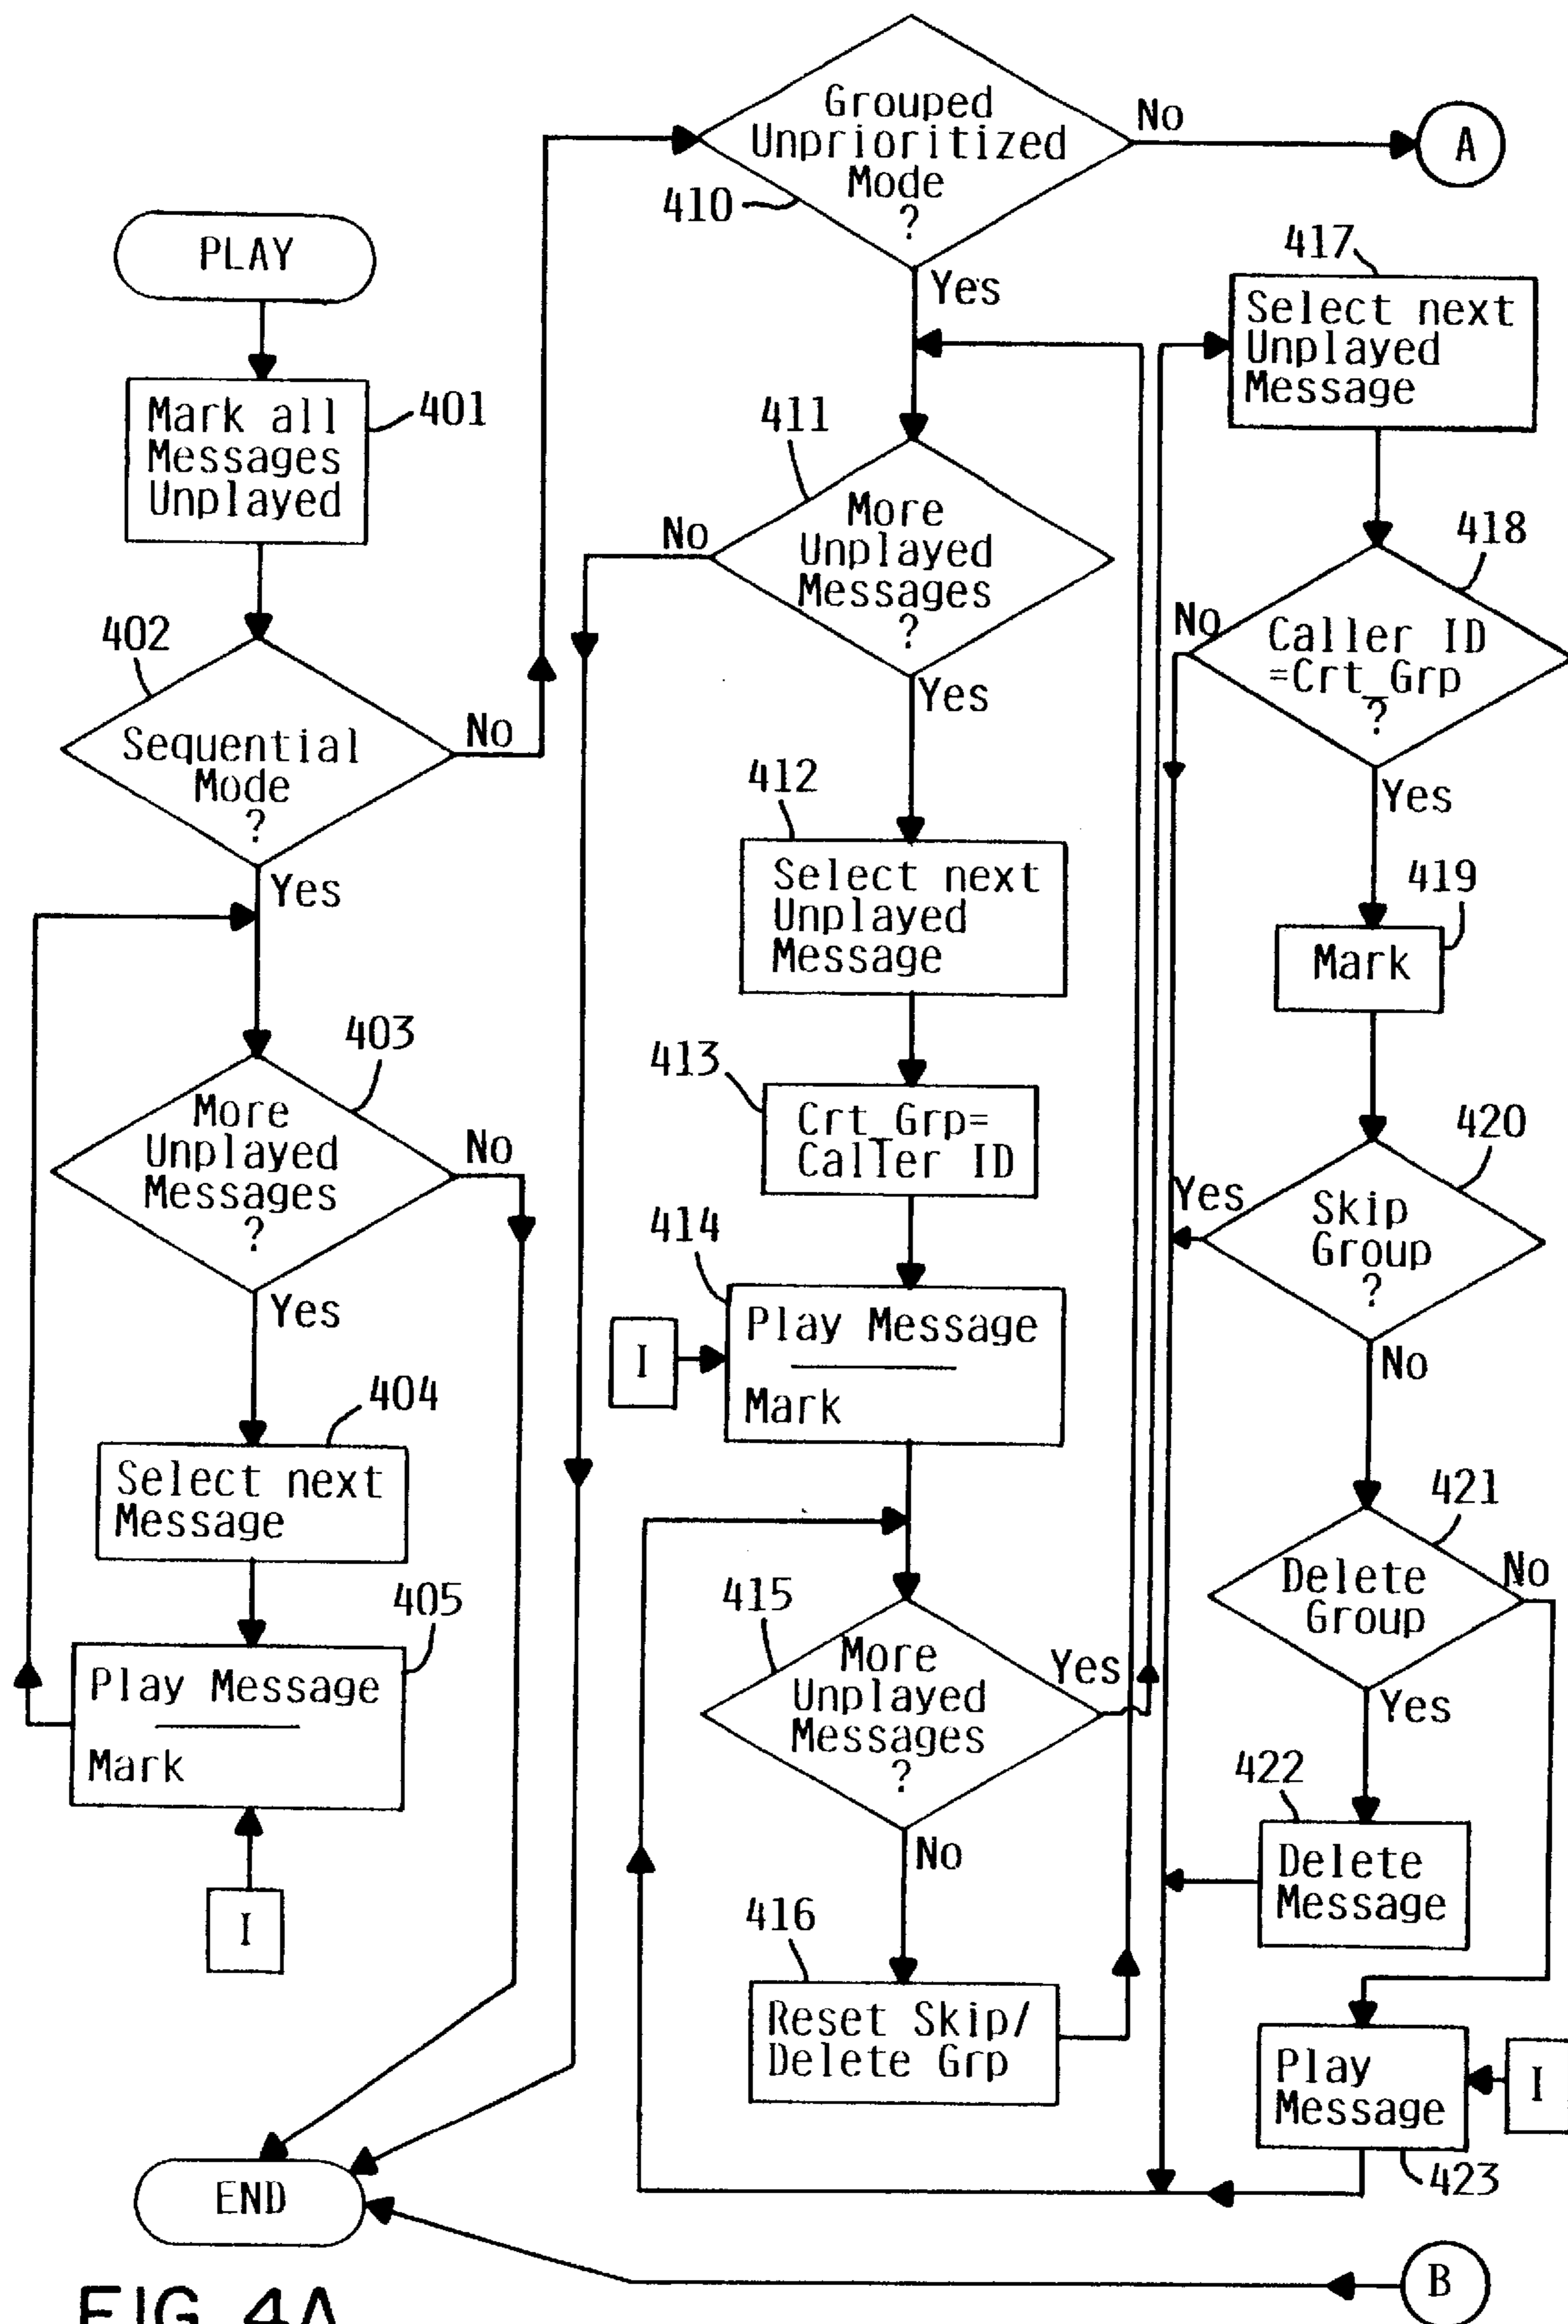 PLAY
401
Mark all
Messages
Unplayed
402
Sequential
Mode
?
No
Yes
403
More
Unplayed
Messages
?
No
Yes
404
Select next
Message
405
Play Message
Mark
I
END
FIG. 4A
Grouped
Unprioritized
Mode
?
410
No
A
Yes
411
More
Unplayed
Messages
?
No
Yes
412
Select next
Unplayed
Message
413
Crt_Grp=
Caller ID
414
Play Message
Mark
I
415
More
Unplayed
Messages
?
Yes
No
416
Reset Skip/
Delete Grp
417
Select next
Unplayed
Message
418
Caller ID
=Crt_Grp
?
No
Yes
419
Mark
420
Skip
Group
?
Yes
No
421
Delete
Group
No
Yes
422
Delete
Message
Play
Message
I
423
B